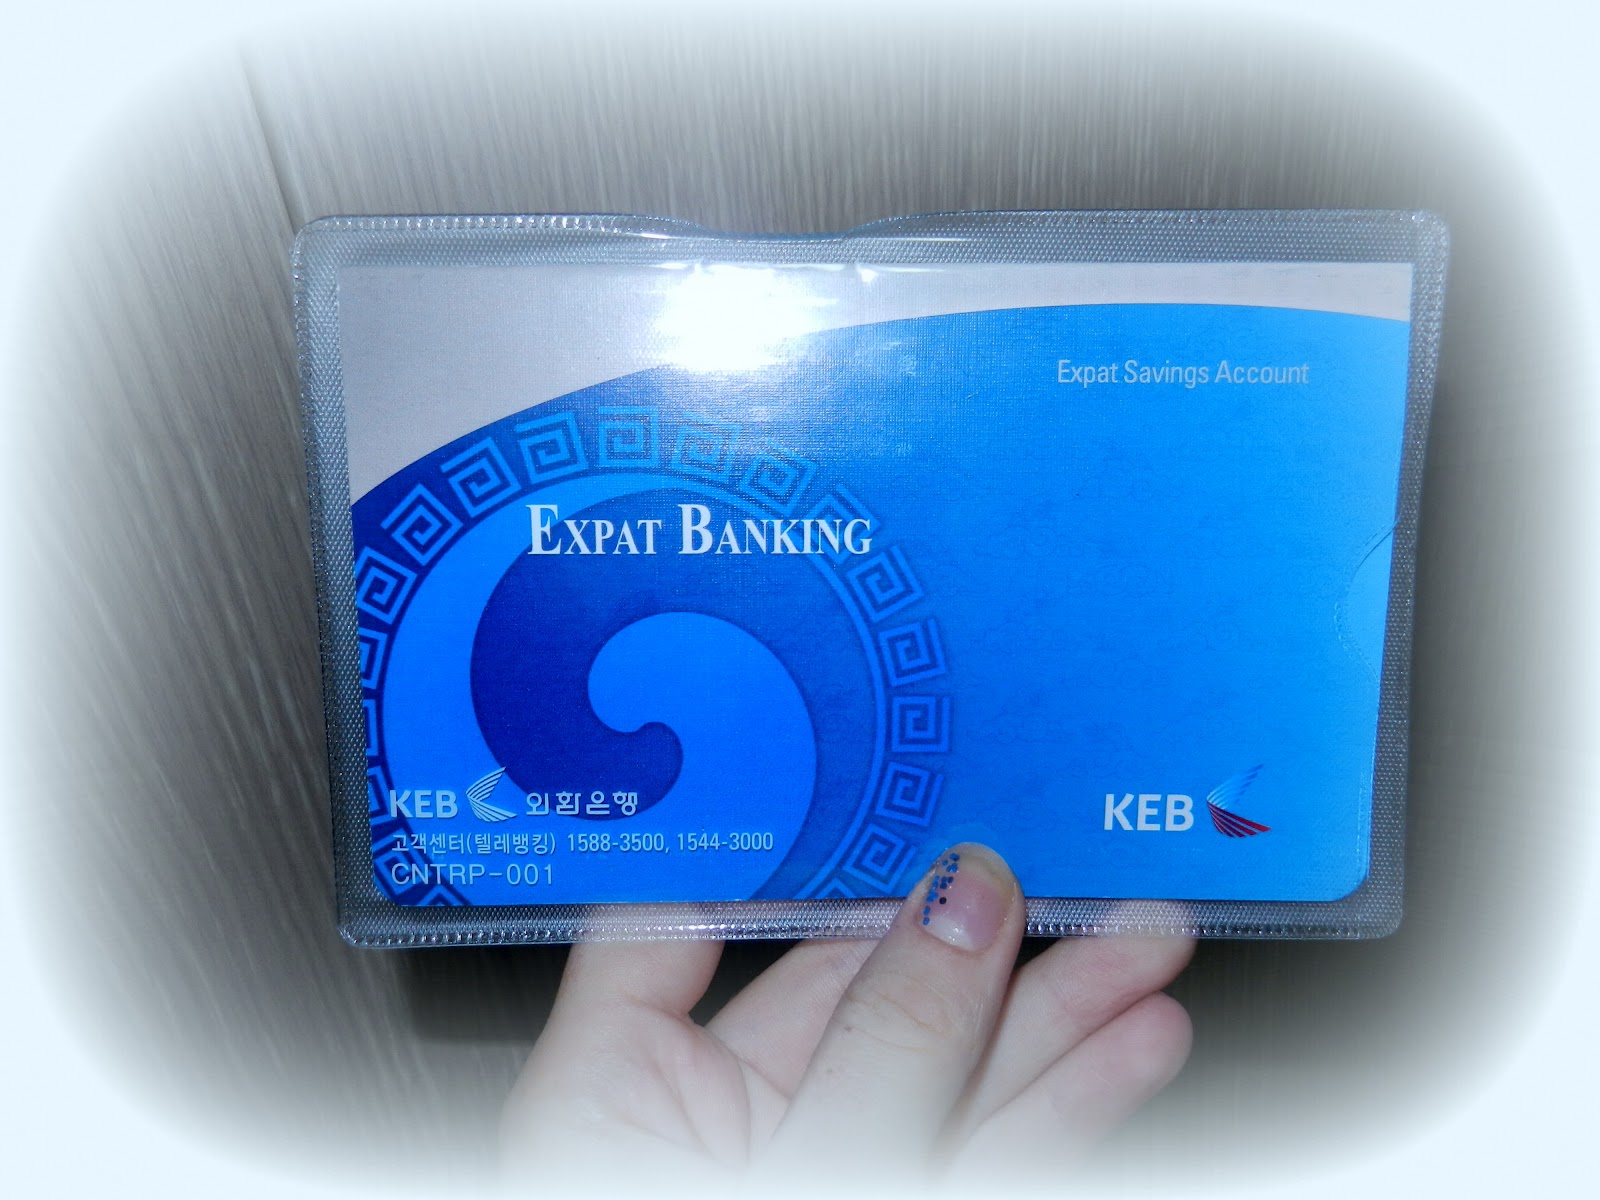 Expat Savings Account
EXPAT BANKING
KEB 외환은행
고객센터(텔레뱅킹) 1588-3500, 1544-3000
CNTRP-001
KEB